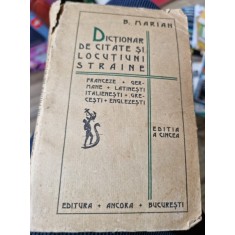 B. MARIAN
DICȚIONAR
DE CITATE ȘI
LOCUȚIUNI
STRĂINE
FRANCEZE + GER-
MANE + LATINEȘTI
ITALIENEȘTI + GRE-
CEȘTI + ENGLEZEȘTI
EDIȚIA
A CINCEA
EDITURA + ANCORA + BUCUREȘTI